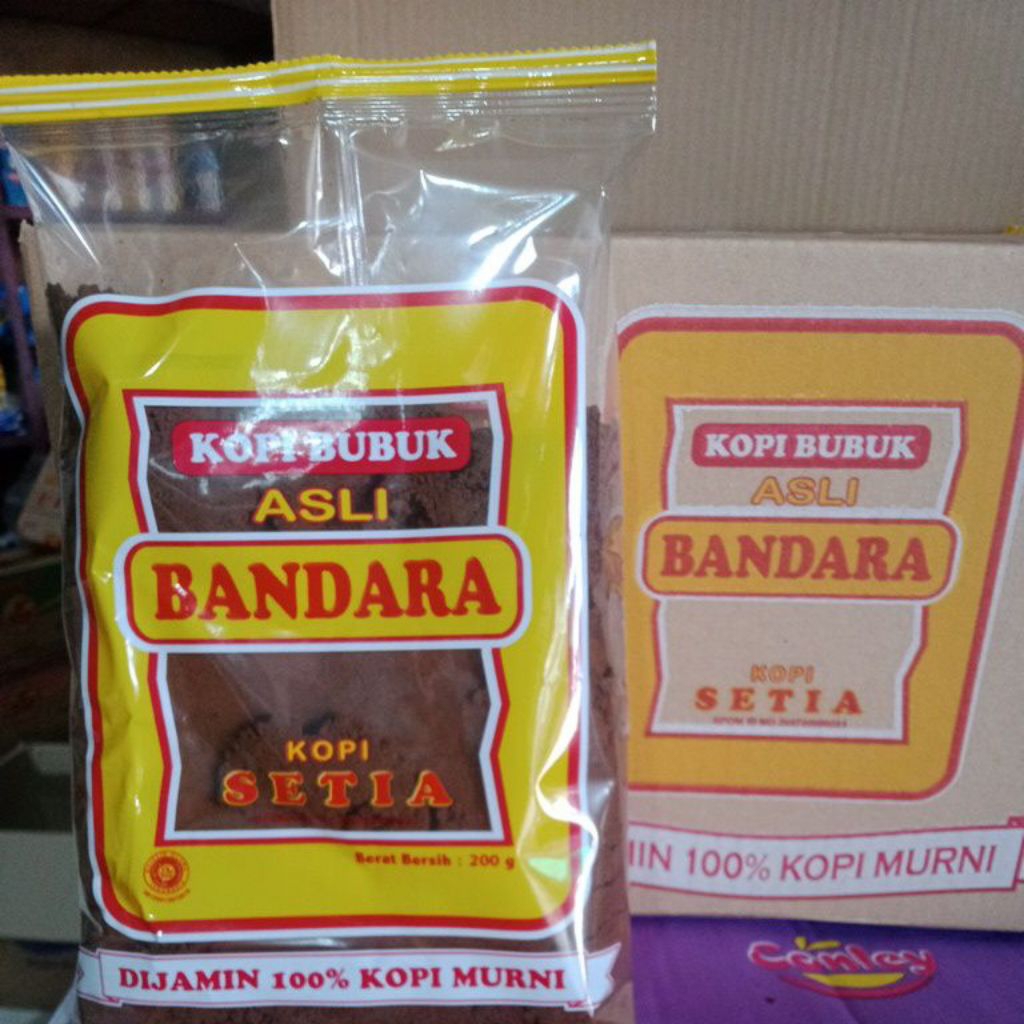 KOPI BUBUK
ASLI
BANDARA
KOPI
SETIA
Berat Bersih : 200 g
DIJAMIN 100% KOPI MURNI
KOPI BUBUK
ASLI
BANDARA
KOPI
SETIA
100% KOPI MURNI